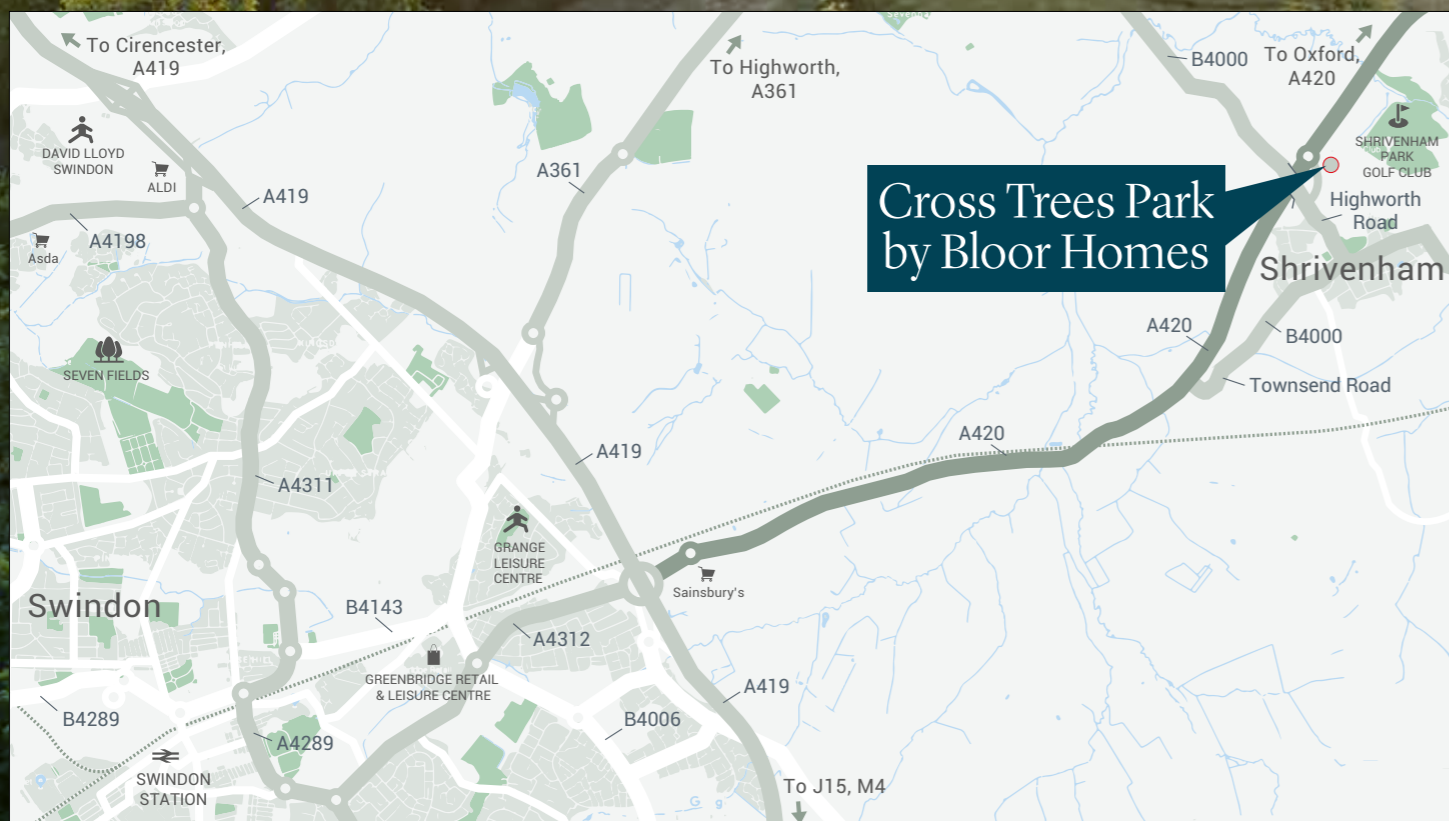 To Cirencester,
A419
To Highworth,
A361
B4000
To Oxford,
A420
DAVID LLOYD
SWINDON
ALDI
SHRIVENHAM
PARK
GOLF CLUB
A419
A361
Cross Trees Park
by Bloor Homes
Highworth
Road
A4198
Asda
Shrivenham
A420
B4000
SEVEN FIELDS
Townsend Road
A420
A419
A4311
GRANGE
LEISURE
CENTRE
Sainsbury's
Swindon
B4143
A4312
GREENBRIDGE RETAIL
& LEISURE CENTRE
A419
B4289
B4006
A4289
SWINDON
STATION
To J15, M4